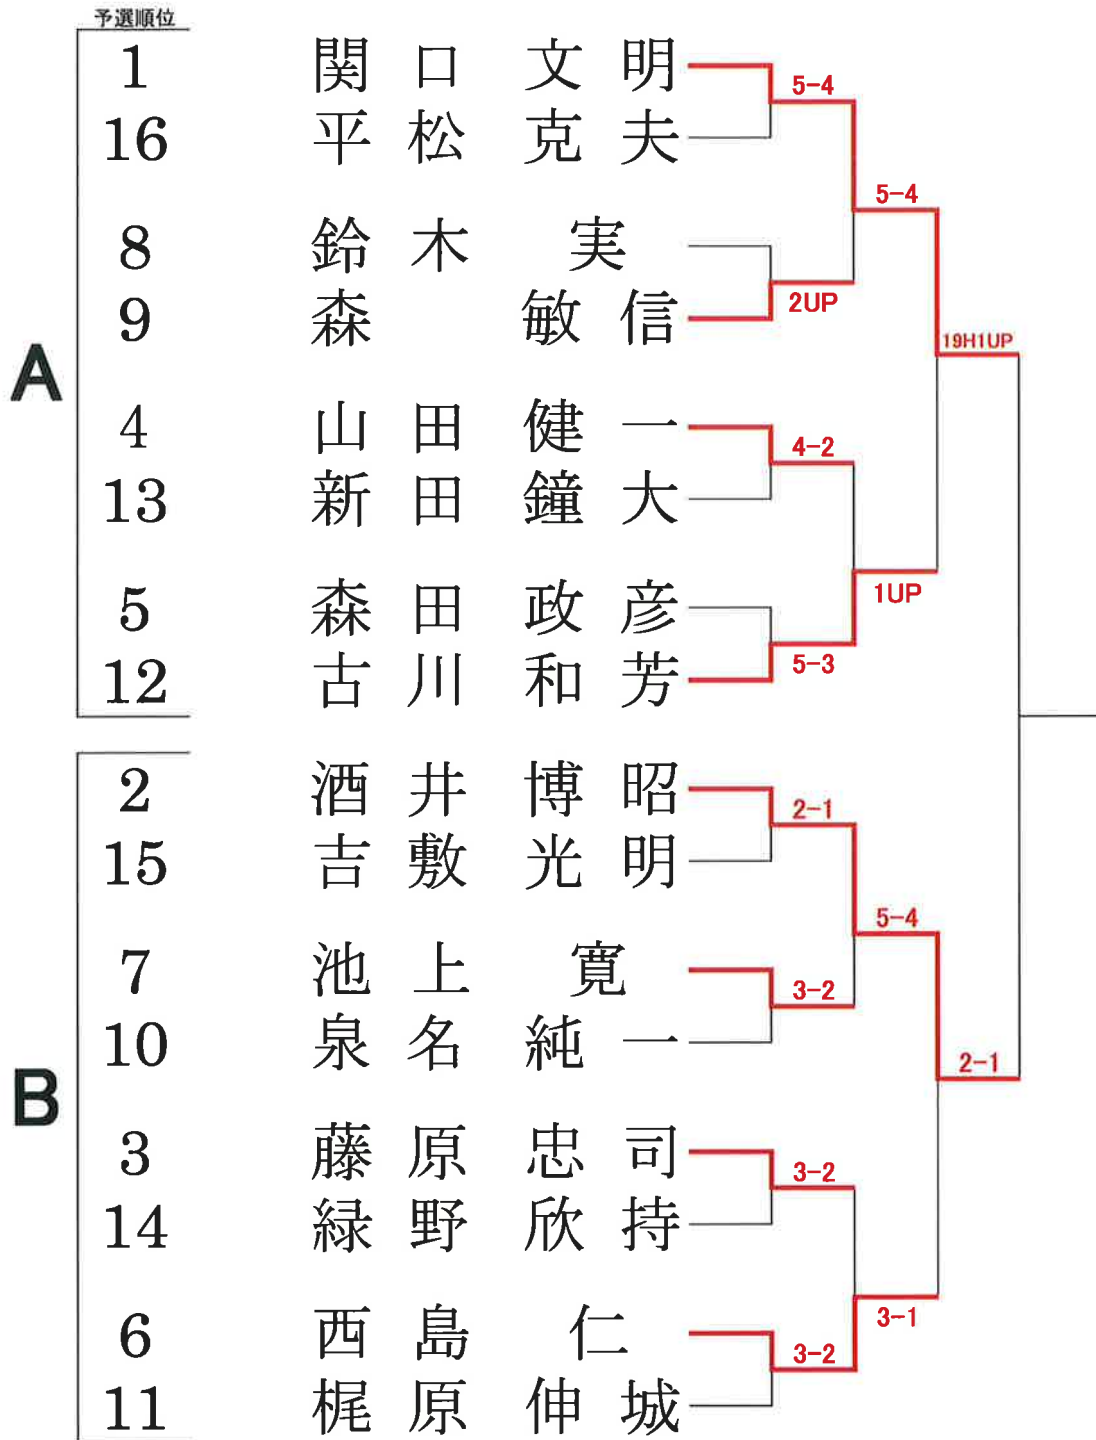 予選順位
1 関口文明
5-4
16 平松克夫
5-4
8 鈴木実
2UP
9 森敏信
19H1UP
A
4 山田健一
4-2
13 新田鐘大
1UP
5 森田政彦
5-3
12 古川和芳
2 酒井博昭
2-1
15 吉敷光明
5-4
7 池上寛
3-2
10 泉名純一
2-1
B
3 藤原忠司
3-2
14 緑野欣持
3-1
6 西島仁
3-2
11 梶原伸城